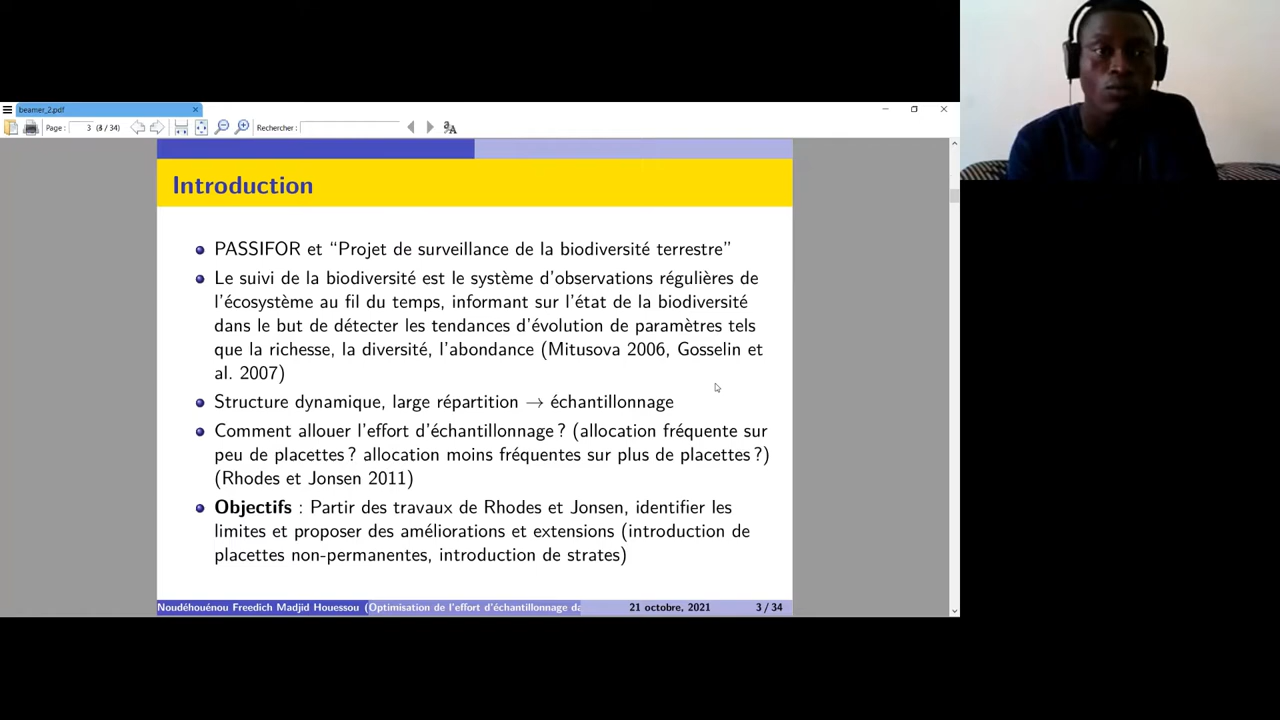 beamer_2.pdf
Page : 3 (3 / 34) Rechercher :
Introduction
PASSIFOR et “Projet de surveillance de la biodiversité terrestre”
Le suivi de la biodiversité est le système d’observations régulières de
l’écosystème au fil du temps, informant sur l’état de la biodiversité
dans le but de détecter les tendances d’évolution de paramètres tels
que la richesse, la diversité, l’abondance (Mitusova 2006, Gosselin et
al. 2007)
Structure dynamique, large répartition → échantillonnage
Comment allouer l’effort d’échantillonnage ? (allocation fréquente sur
peu de placettes ? allocation moins fréquentes sur plus de placettes ?)
(Rhodes et Jonsen 2011)
Objectifs : Partir des travaux de Rhodes et Jonsen, identifier les
limites et proposer des améliorations et extensions (introduction de
placettes non-permanentes, introduction de strates)
Noudéhouénou Freedich Madjid Houessou (Optimisation de l’effort d’échantillonnage da 21 octobre, 2021 3 / 34